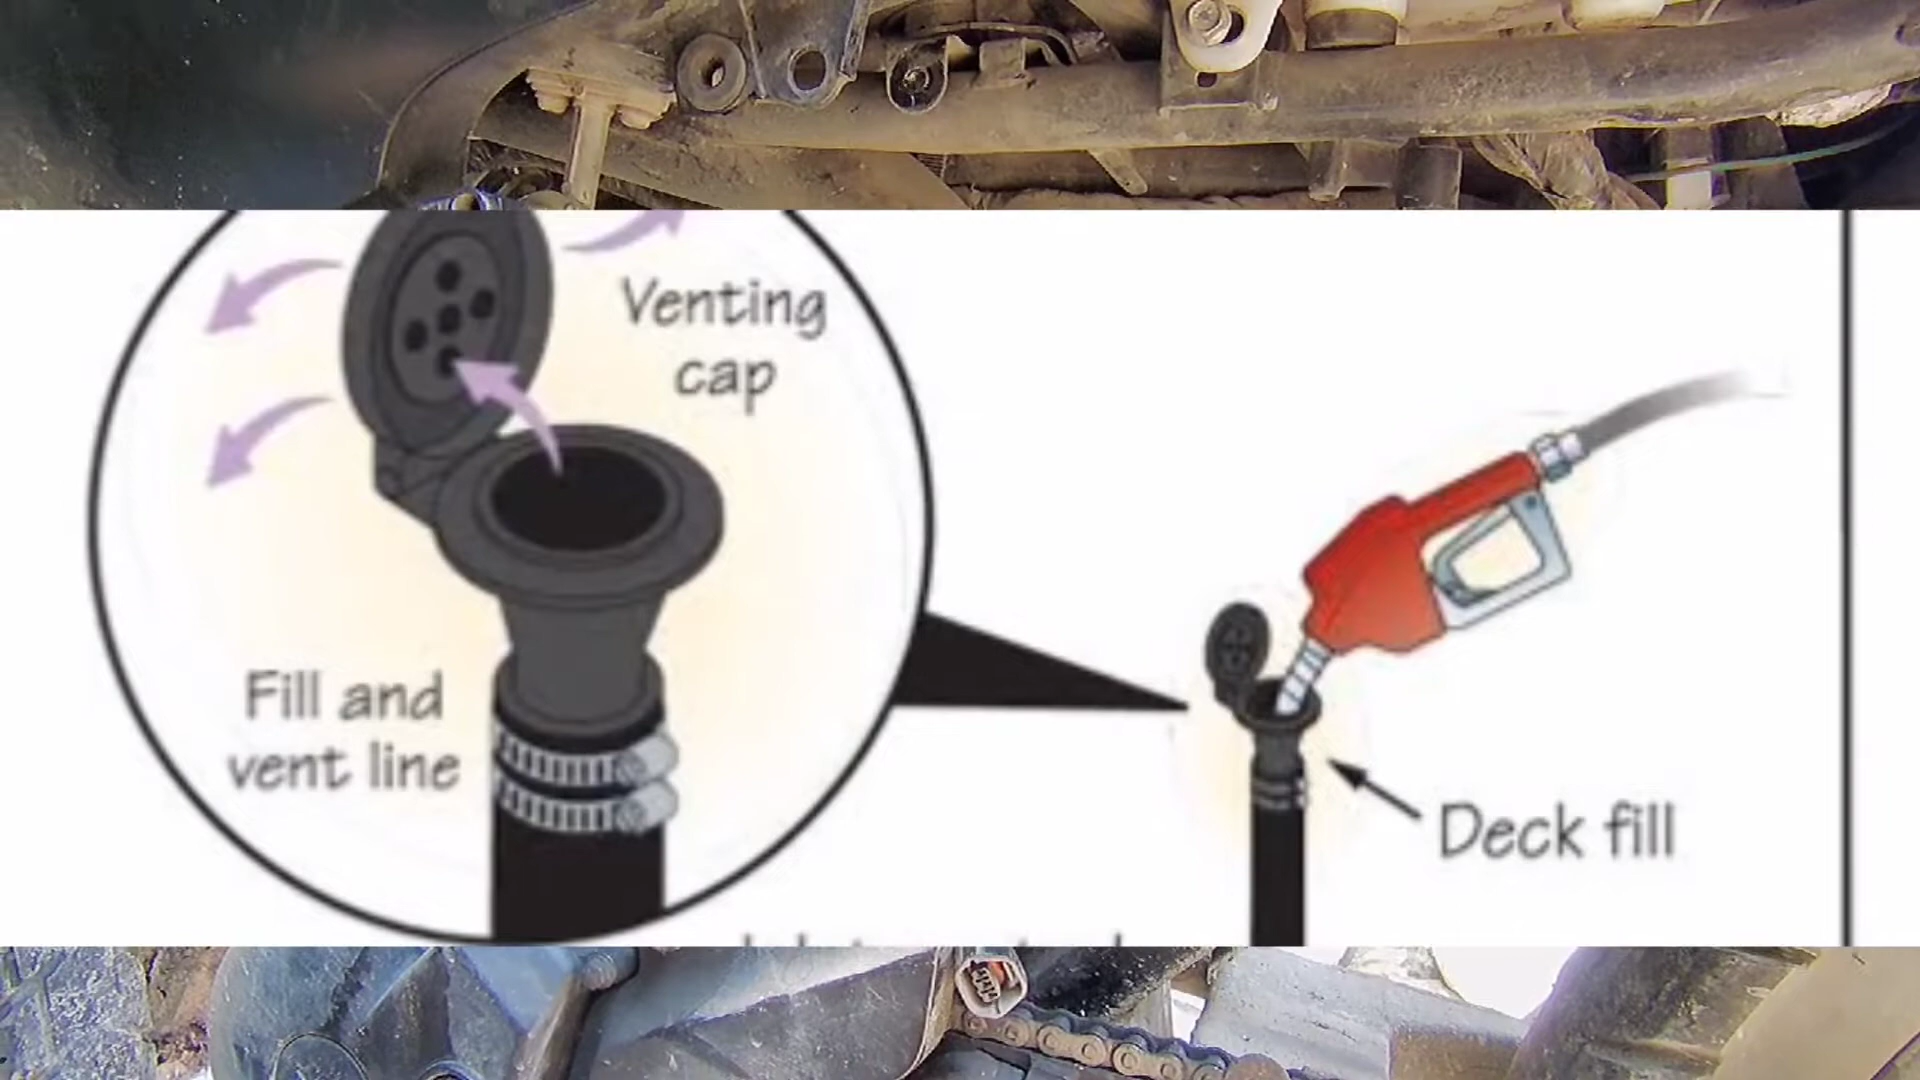 Venting
cap
Fill and
vent line
Deck fill